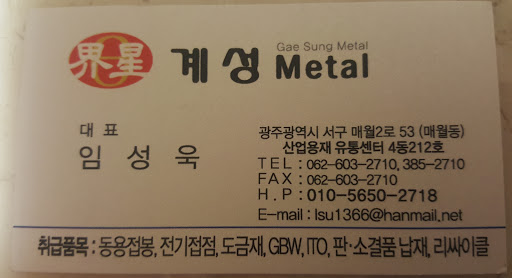 界星
Gae Sung Metal
계성 Metal
대 표
임 성 욱
광주광역시 서구 매월2로 53 (매월동)
산업용재 유통센터 4동212호
TEL : 062-603-2710, 385-2710
FAX : 062-603-2710
H. P : 010-5650-2718
E-mail : lsu1366@hanmail.net
취급품목 : 동용접봉, 전기접점, 도금재, GBW, ITO, 판·소결품 납재, 리싸이클